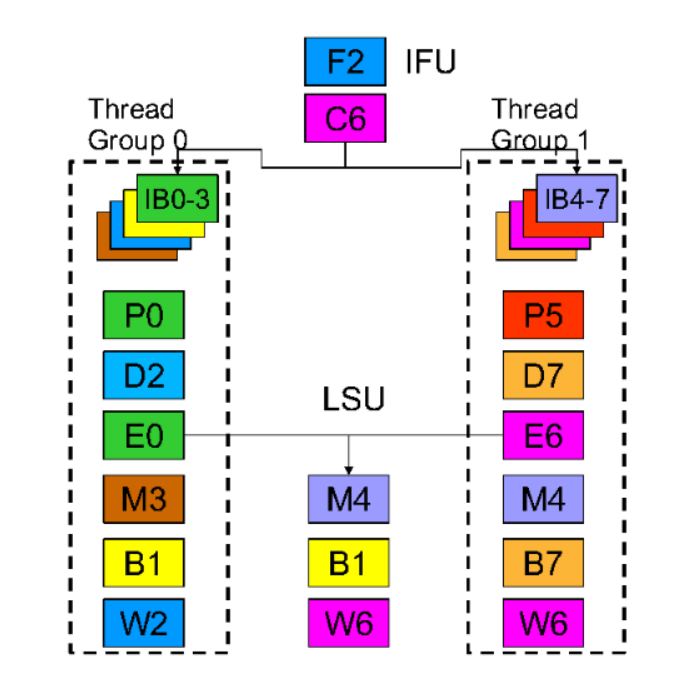 F2 IFU
C6
Thread
Group 0
Thread
Group 1
IB0-3
IB4-7
P0
P5
D2
D7
LSU
E0
E6
M3
M4
M4
B1
B1
B7
W2
W6
W6